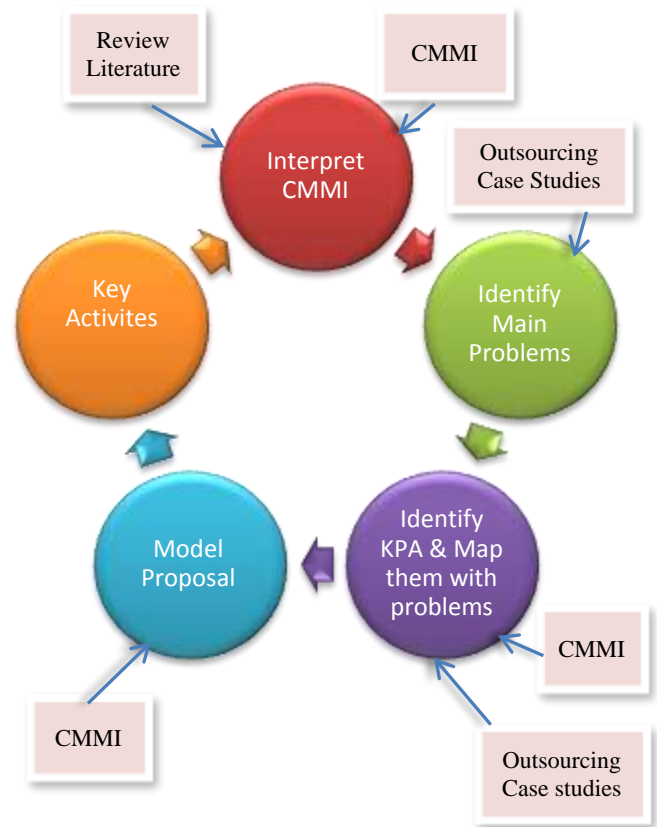 Review
Literature
CMMI
Interpret
CMMI
Outsourcing
Case Studies
Key
Activites
Identify
Main
Problems
Model
Proposal
Identify
KPA & Map
them with
problems
CMMI
CMMI
Outsourcing
Case studies